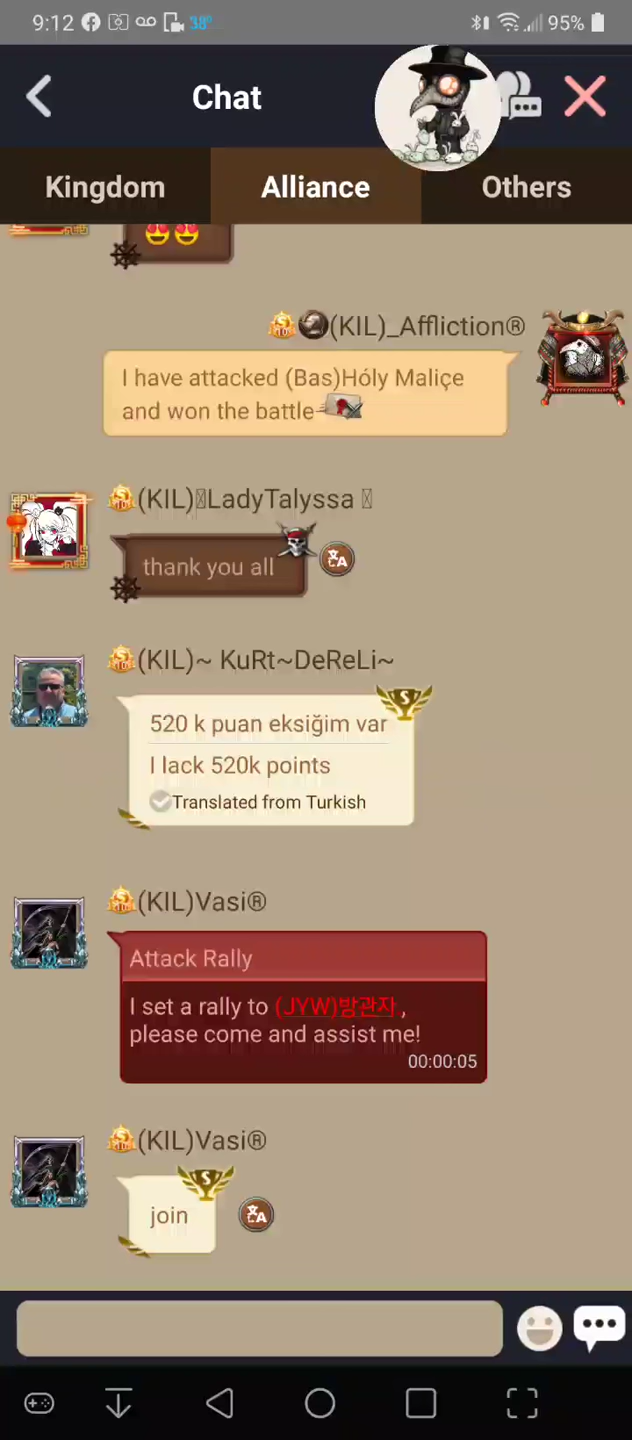 9:12 38°
95%
Chat
Kingdom Alliance Others
(KIL)_Affliction®
I have attacked (Bas)Hóly Maliçe
and won the battle
(KIL)LadyTalyssa
thank you all
(KIL)~ KuRt~DeReLi~
520 k puan eksiğim var
I lack 520k points
Translated from Turkish
(KIL)Vasi®
Attack Rally
I set a rally to (JYW)방관자 ,
please come and assist me!
00:00:05
(KIL)Vasi®
join